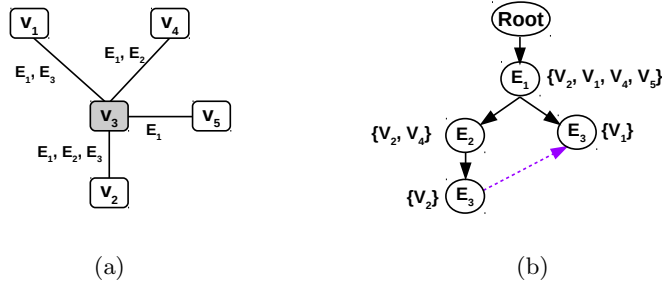 v1
v4
E1, E3
E1, E2
v3
E1
v5
E1, E2, E3
v2
(a)
Root
E1 {V2, V1, V4, V5}
{V2, V4} E2
E3 {V1}
{V2} E3
(b)